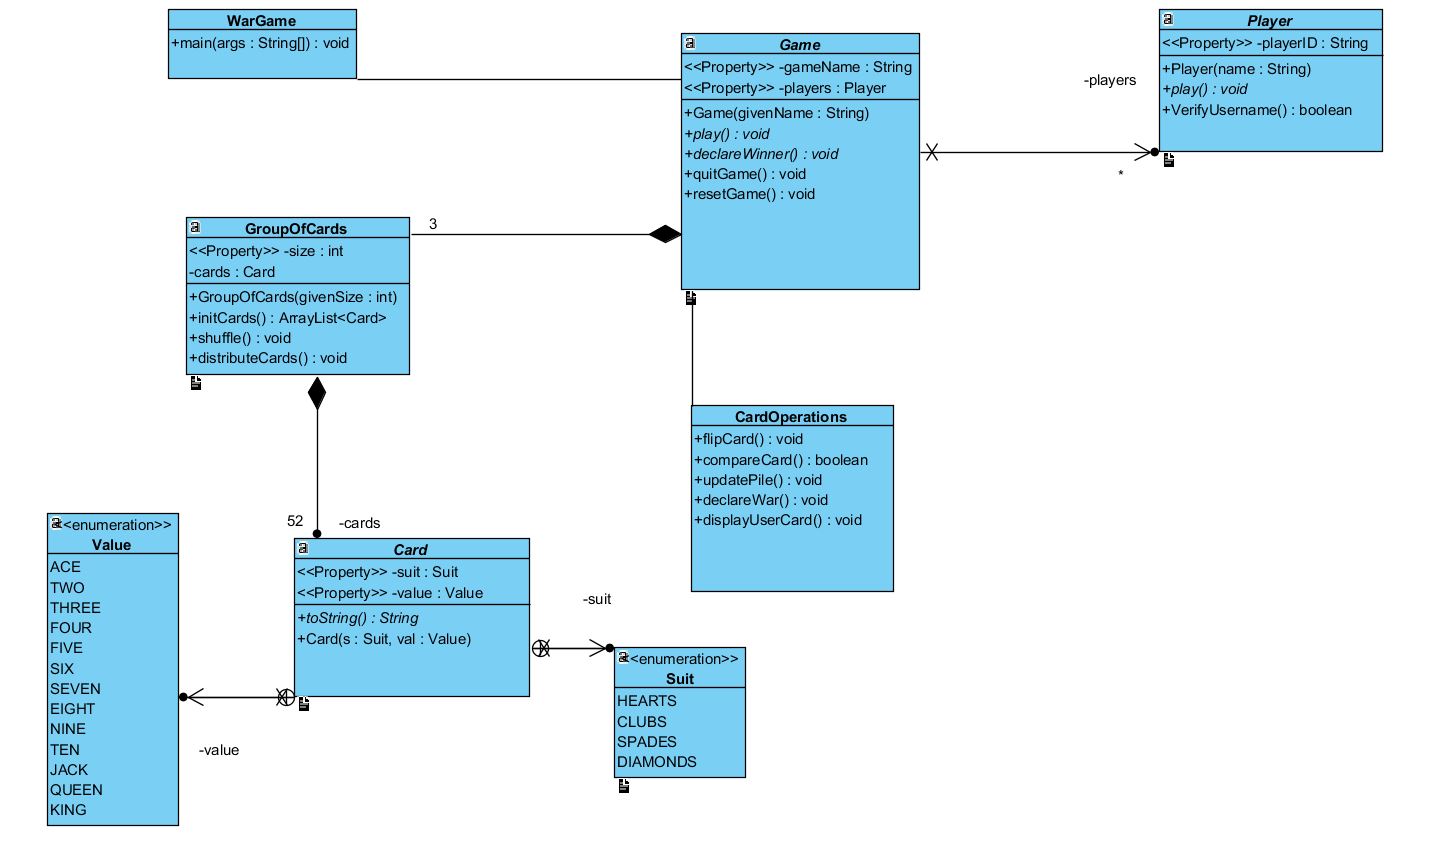 WarGame
+main(args : String[]) : void
Game
<<Property>> -gameName : String
<<Property>> -players : Player
+Game(givenName : String)
+play() : void
+declareWinner() : void
+quitGame() : void
+resetGame() : void
Player
<<Property>> -playerID : String
+Player(name : String)
+play() : void
+VerifyUsername() : boolean
-players
*
GroupOfCards
<<Property>> -size : int
-cards : Card
+GroupOfCards(givenSize : int)
+initCards() : ArrayList<Card>
+shuffle() : void
+distributeCards() : void
3
CardOperations
+flipCard() : void
+compareCard() : boolean
+updatePile() : void
+declareWar() : void
+displayUserCard() : void
52
-cards
<<enumeration>>
Value
ACE
TWO
THREE
FOUR
FIVE
SIX
SEVEN
EIGHT
NINE
TEN
JACK
QUEEN
KING
Card
<<Property>> -suit : Suit
<<Property>> -value : Value
+toString() : String
+Card(s : Suit, val : Value)
-suit
-value
<<enumeration>>
Suit
HEARTS
CLUBS
SPADES
DIAMONDS